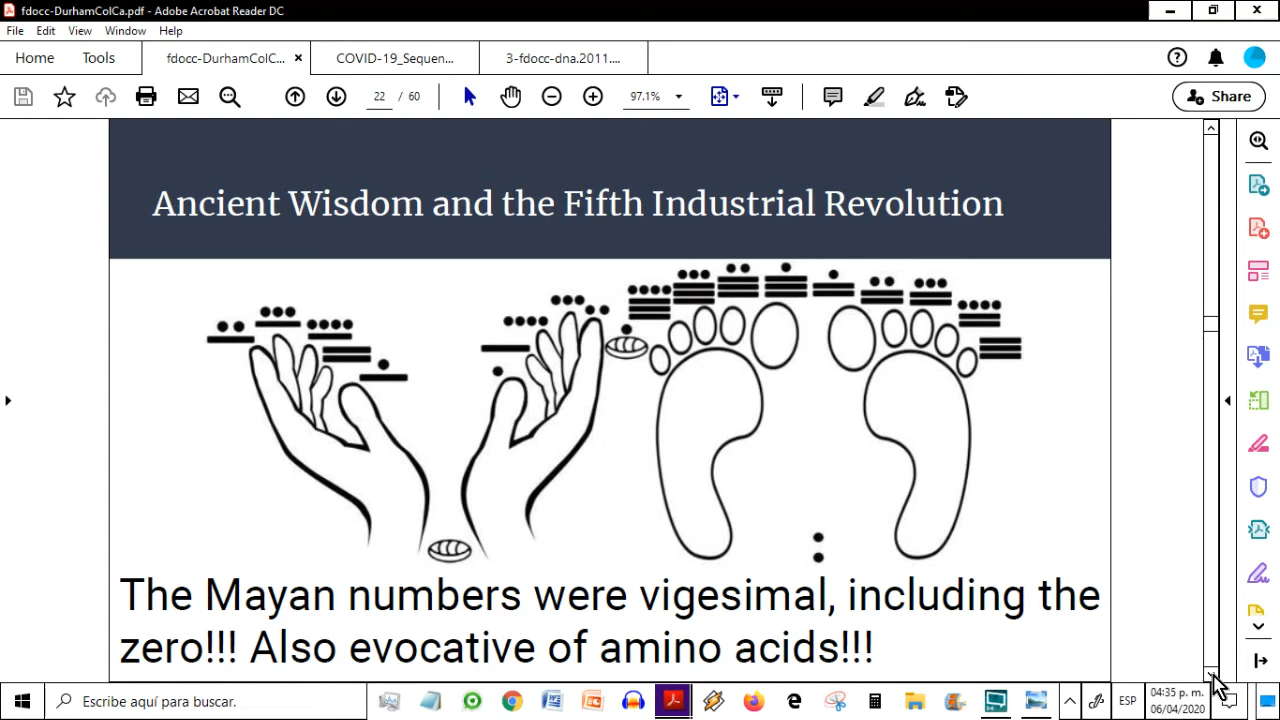 fdocc-DurhamColCa.pdf - Adobe Acrobat Reader DC
File Edit View Window Help
Home Tools fdocc-DurhamColC... COVID-19_Sequen... 3-fdocc-dna.2011....
22 / 60 97.1% Share
Ancient Wisdom and the Fifth Industrial Revolution
The Mayan numbers were vigesimal, including the
zero!!! Also evocative of amino acids!!!
Escribe aquí para buscar.
ESP
04:35 p. m.
06/04/2020